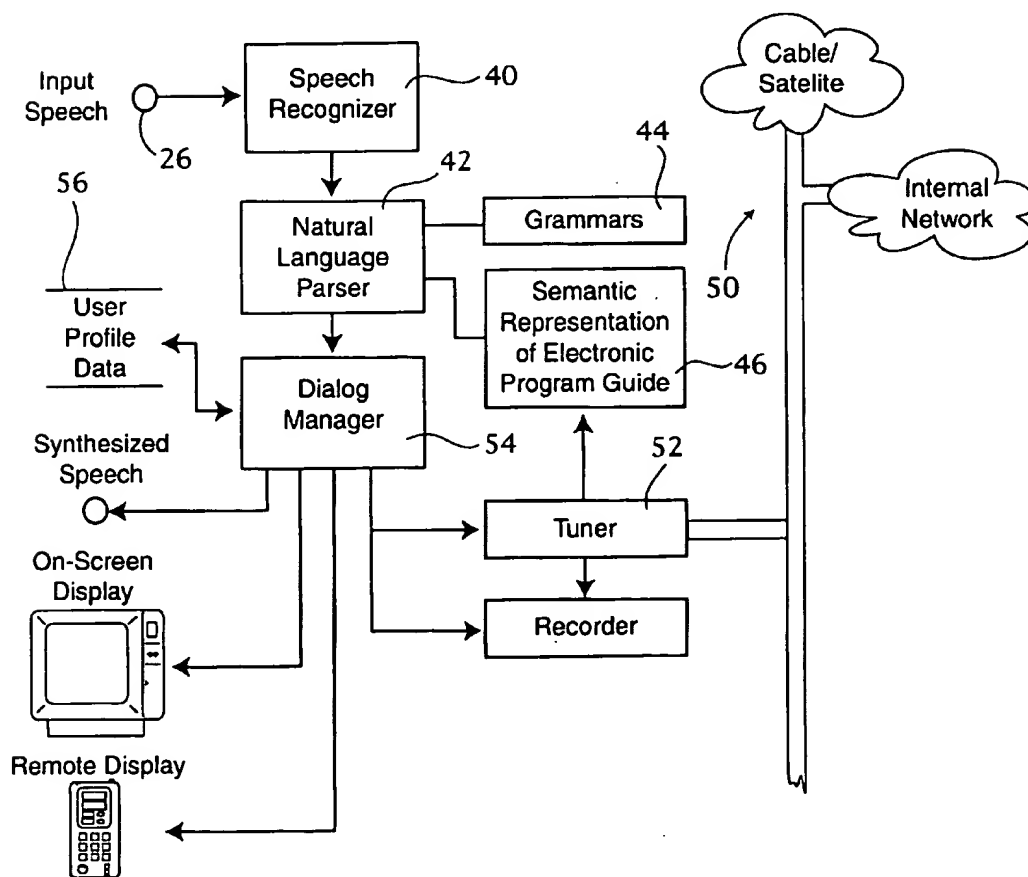 Input
Speech
26
Speech
Recognizer
40
42
Natural
Language
Parser
44
Grammars
56
User
Profile
Data
Semantic
Representation
of Electronic
Program Guide
46
Dialog
Manager
54
Synthesized
Speech
52
Tuner
Recorder
On-Screen
Display
Remote Display
Cable/
Satelite
Internal
Network
50